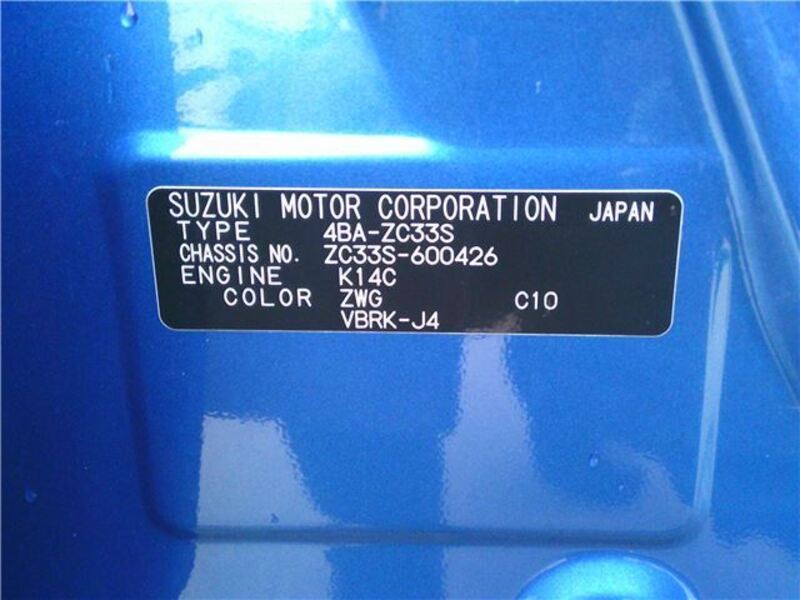 SUZUKI MOTOR CORPORATION JAPAN
TYPE 4BA-ZC33S
CHASSIS NO. ZC33S-600426
ENGINE K14C
COLOR ZWG C10
VBRK-J4